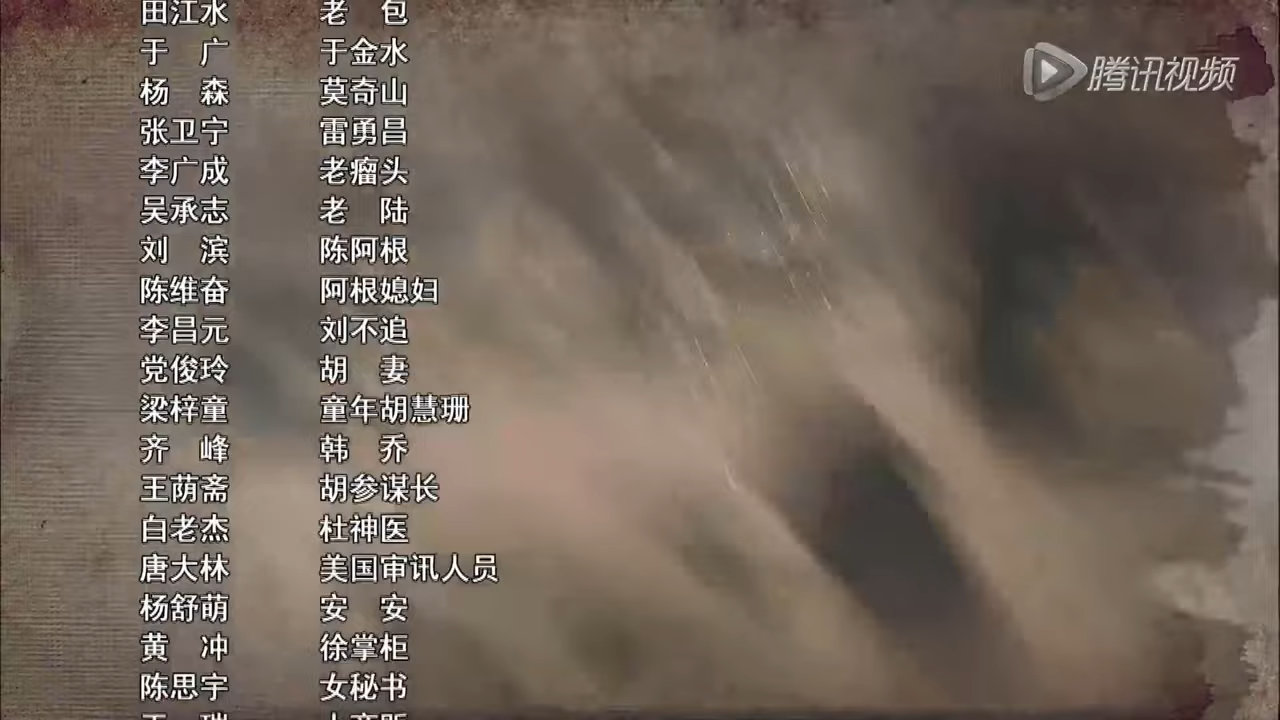 田江水 老 包
于 广 于金水
腾讯视频
杨 森 莫奇山
张卫宁 雷勇昌
李广成 老瘤头
吴承志 老 陆
刘 滨 陈阿根
陈维奋 阿根媳妇
李昌元 刘不追
党俊玲 胡 妻
梁梓童 童年胡慧珊
齐 峰 韩 乔
王荫斋 胡参谋长
白老杰 杜神医
唐大林 美国审讯人员
杨舒萌 安 安
黄 冲 徐掌柜
陈思宇 女秘书